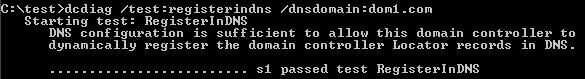 C:\test>dcdiag /test:registerindns /dnsdomain:dom1.com
Starting test: RegisterInDNS
DNS configuration is sufficient to allow this domain controller to
dynamically register the domain controller Locator records in DNS.
......................... s1 passed test RegisterInDNS